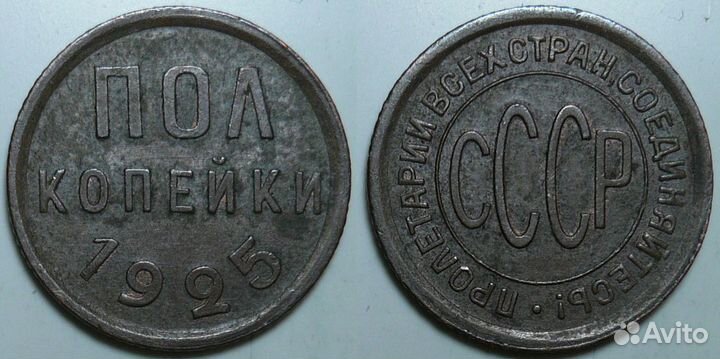 ПОЛ
КОПЕЙКИ
1925
ПРОЛЕТАРИИ ВСЕХ СТРАН, СОЕДИНЯЙТЕСЬ!
СССР
Avito